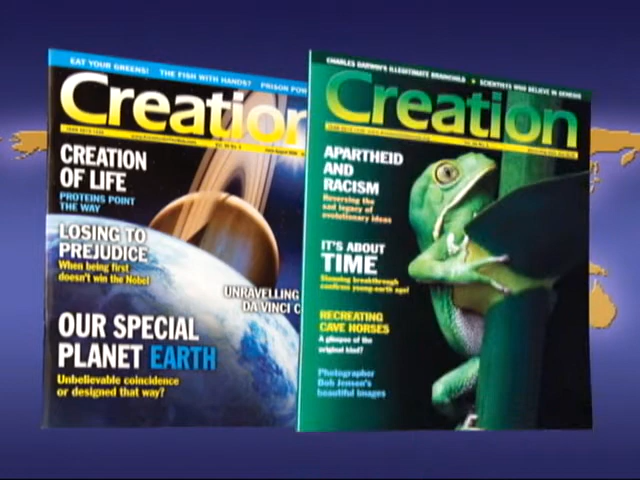 EAT YOUR GREENS! THE FISH WITH HANDS? PRISON POW
Creation
CREATION
OF LIFE
PROTEINS POINT
THE WAY
LOSING TO
PREJUDICE
When being first
doesn't win the Nobel
UNRAVELLING
DA VINCI C
OUR SPECIAL
PLANET EARTH
Unbelievable coincidence
or designed that way?
CHARLES DARWIN'S ILLEGITIMATE BRAINCHILD • SCIENTISTS WHO BELIEVE IN GENESIS
Creation
APARTHEID
AND
RACISM
Reversing the
sad legacy of
evolutionary ideas
IT'S ABOUT
TIME
Stunning breakthrough
confirms young-earth age!
RECREATING
CAVE HORSES
A glimpse of the
original kind?
Photographer
Bob Jensen's
beautiful images